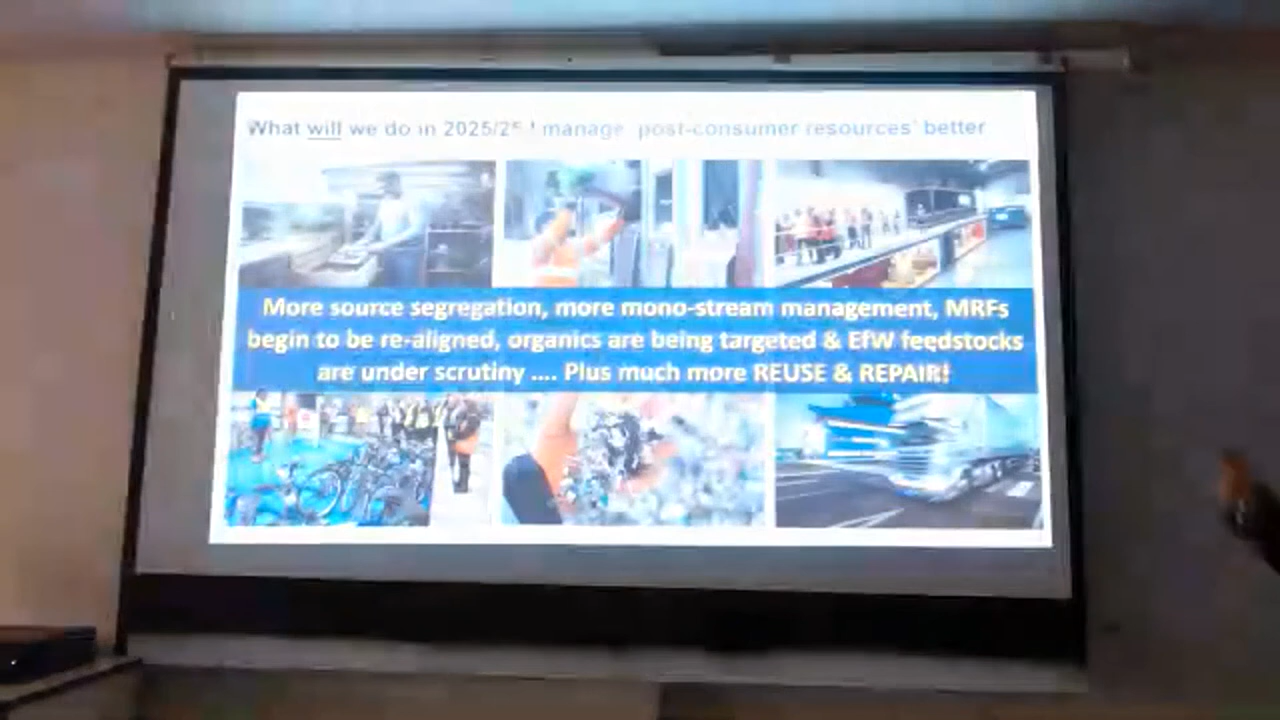 What will we do in 2025/2 manage post-consumer resources' better
More source segregation, more mono-stream management, MRFs
begin to be re-aligned, organics are being targeted & EfW feedstocks
are under scrutiny .... Plus much more REUSE & REPAIR!